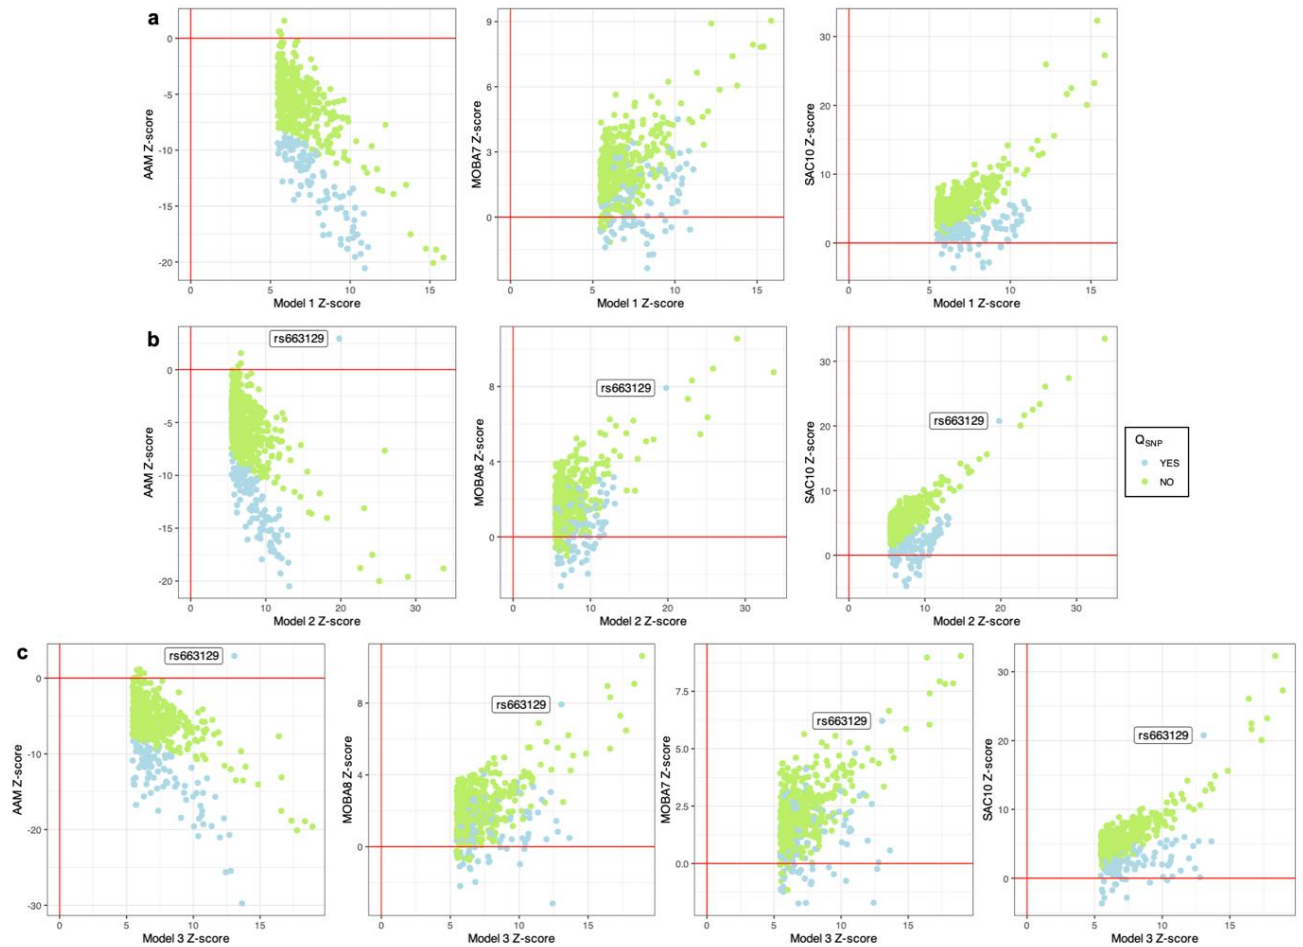 a
AAM Z-score
0
-5
-10
-15
-20
0
5
10
15
Model 1 Z-score
MOBA7 Z-score
9
6
3
0
0
5
10
15
Model 1 Z-score
SAC10 Z-score
30
20
10
0
0
5
10
15
Model 1 Z-score
b
AAM Z-score
rs663129
0
-5
-10
-15
-20
0
10
20
30
Model 2 Z-score
MOBA8 Z-score
rs663129
8
4
0
0
10
20
30
Model 2 Z-score
SAC10 Z-score
rs663129
30
20
10
0
0
10
20
30
Model 2 Z-score
QSNP
YES
NO
c
AAM Z-score
rs663129
0
-10
-20
-30
0
5
10
15
Model 3 Z-score
MOBA8 Z-score
rs663129
8
4
0
0
5
10
15
Model 3 Z-score
MOBA7 Z-score
rs663129
7.5
5.0
2.5
0.0
0
5
10
15
Model 3 Z-score
SAC10 Z-score
rs663129
30
20
10
0
0
5
10
15
Model 3 Z-score